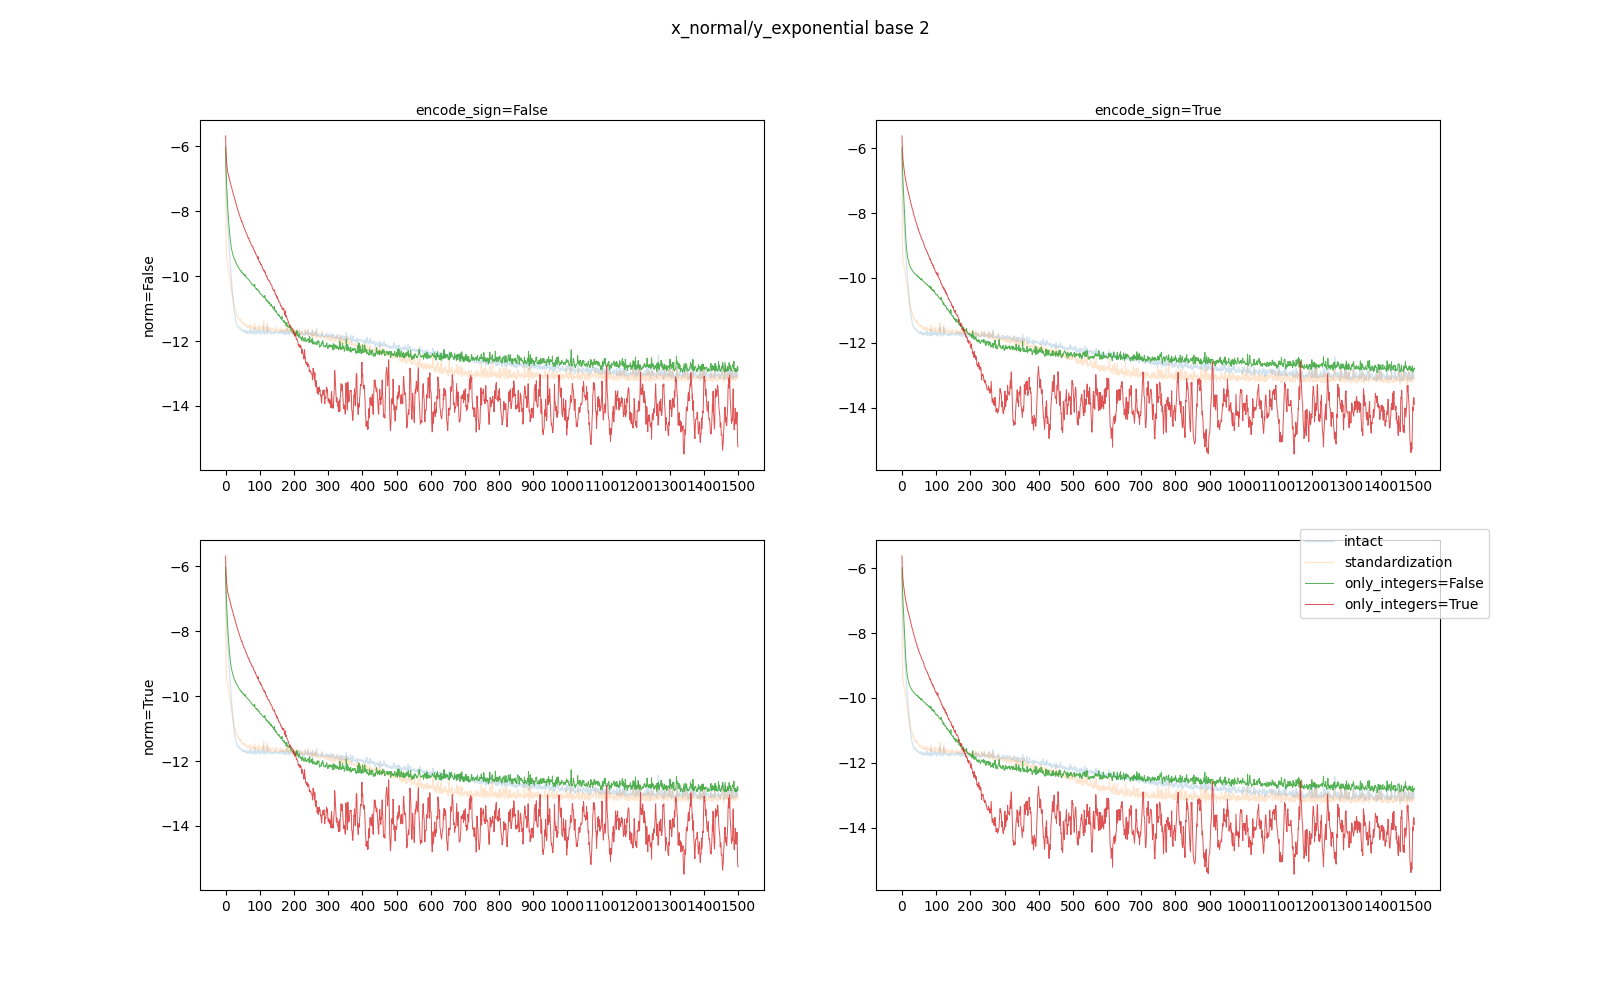 x_normal/y_exponential base 2
encode_sign=False
encode_sign=True
norm=False
−6
−8
−10
−12
−14
0 100 200 300 400 500 600 700 800 900 1000 1100 1200 1300 1400 1500
−6
−8
−10
−12
−14
0 100 200 300 400 500 600 700 800 900 1000 1100 1200 1300 1400 1500
norm=True
−6
−8
−10
−12
−14
0 100 200 300 400 500 600 700 800 900 1000 1100 1200 1300 1400 1500
−6
−8
−10
−12
−14
0 100 200 300 400 500 600 700 800 900 1000 1100 1200 1300 1400 1500
intact
standardization
only_integers=False
only_integers=True